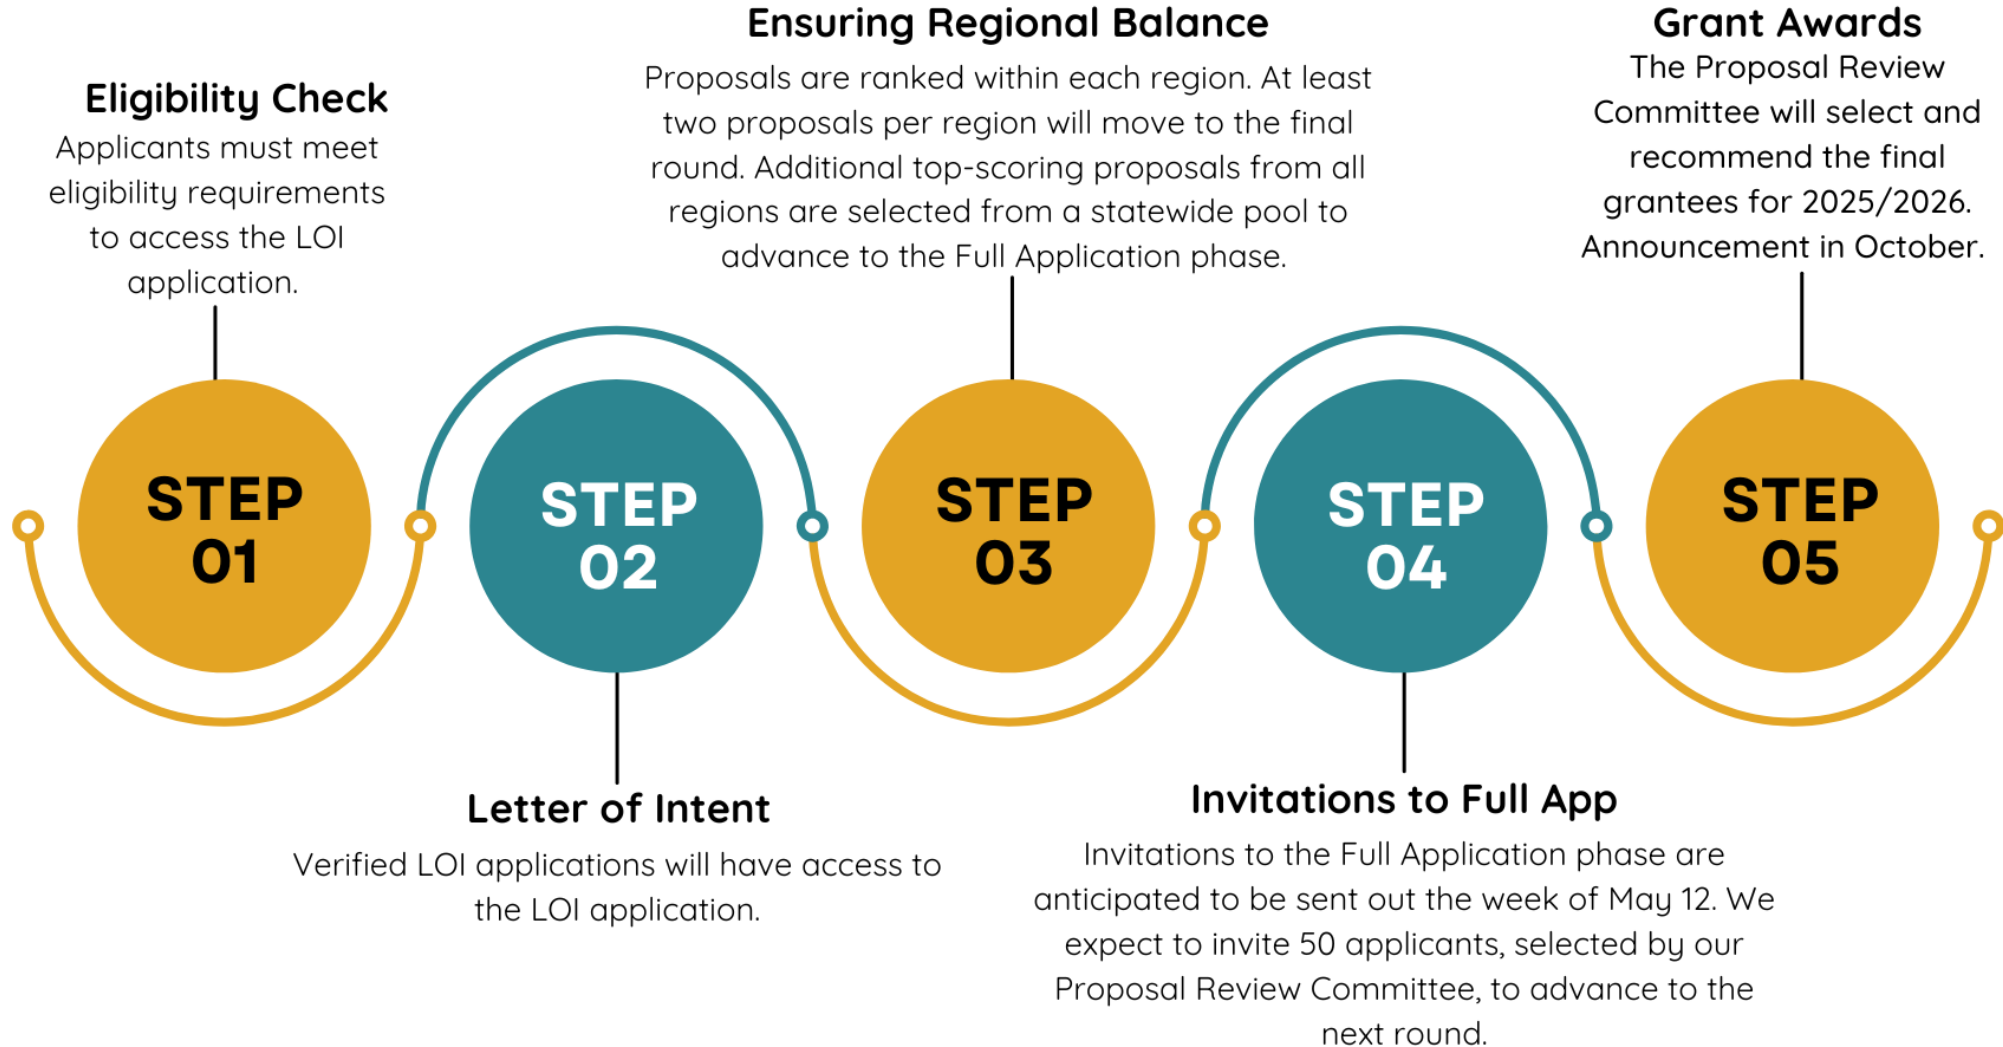 Eligibility Check
Applicants must meet
eligibility requirements
to access the LOI
application.
STEP
01
STEP
02
Letter of Intent
Verified LOI applications will have access to
the LOI application.
Ensuring Regional Balance
Proposals are ranked within each region. At least
two proposals per region will move to the final
round. Additional top-scoring proposals from all
regions are selected from a statewide pool to
advance to the Full Application phase.
STEP
03
STEP
04
Invitations to Full App
Invitations to the Full Application phase are
anticipated to be sent out the week of May 12. We
expect to invite 50 applicants, selected by our
Proposal Review Committee, to advance to the
next round.
Grant Awards
The Proposal Review
Committee will select and
recommend the final
grantees for 2025/2026.
Announcement in October.
STEP
05